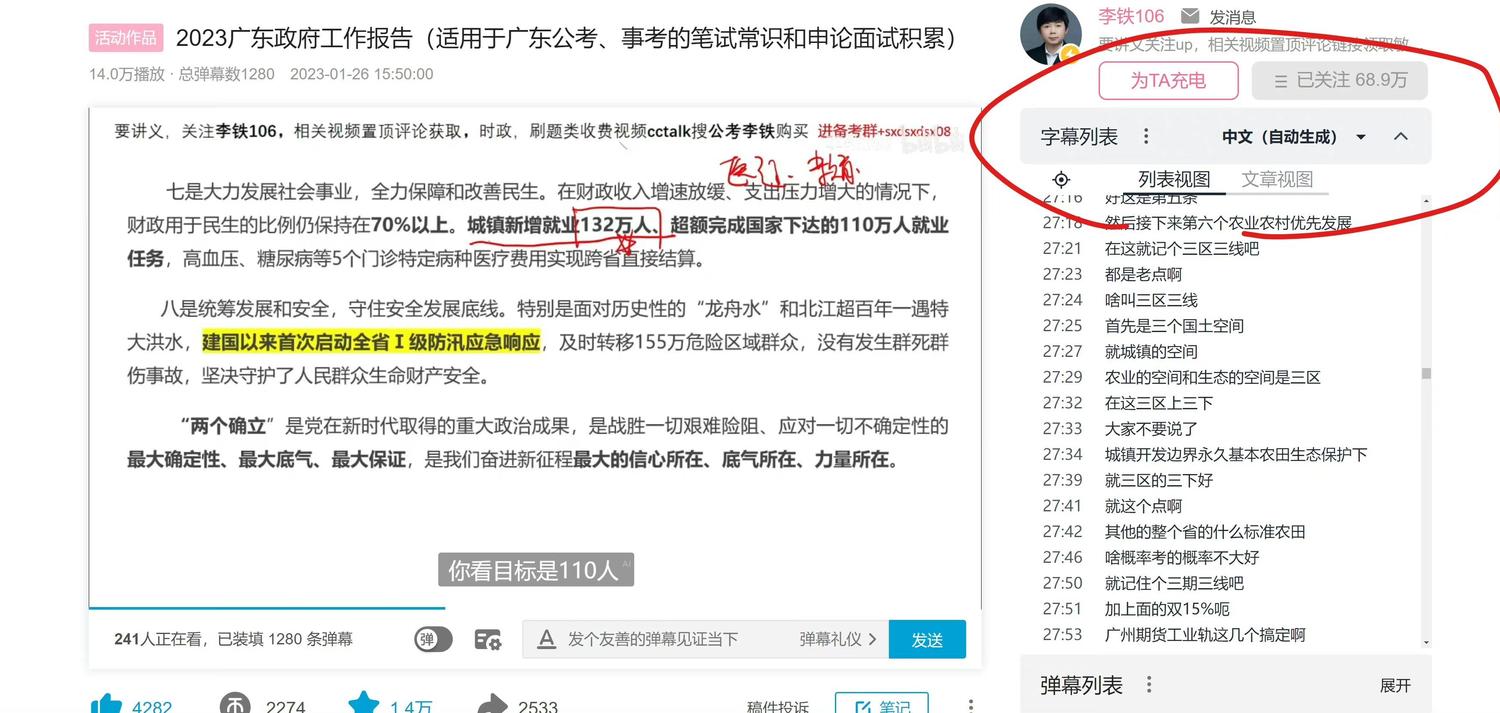 活动作品 2023广东政府工作报告（适用于广东公考、事考的笔试常识和申论面试积累）
14.0万播放 · 总弹幕数1280 2023-01-26 15:50:00
要讲义，关注李铁106，相关视频置顶评论获取，时政，刷题类收费视频cctalk搜公考李铁购买 进备考群+sxdsxdsx08
七是大力发展社会事业，全力保障和改善民生。在财政收入增速放缓、支出压力增大的情况下，
财政用于民生的比例仍保持在70%以上。城镇新增就业132万人、超额完成国家下达的110万人就业
任务，高血压、糖尿病等5个门诊特定病种医疗费用实现跨省直接结算。
八是统筹发展和安全，守住安全发展底线。特别是面对历史性的“龙舟水”和北江超百年一遇特
大洪水，建国以来首次启动全省Ⅰ级防汛应急响应，及时转移155万危险区域群众，没有发生群死群
伤事故，坚决守护了人民群众生命财产安全。
“两个确立”是党在新时代取得的重大政治成果，是战胜一切艰难险阻、应对一切不确定性的
最大确定性、最大底气、最大保证，是我们奋进新征程最大的信心所在、底气所在、力量所在。
你看目标是110人
AI
241人正在看，已装填 1280 条弹幕
弹
发个友善的弹幕见证当下 弹幕礼仪 发送
4282 2274 1.4万 2533 稿件投诉 笔记
李铁106 发消息
要讲义关注up，相关视频置顶评论链接领取敏...
为TA充电 已关注 68.9万
字幕列表 中文（自动生成）
列表视图 文章视图
27:16 好这是第五条
27:18 然后接下来第六个农业农村优先发展
27:21 在这就记个三区三线吧
27:23 都是老点啊
27:24 啥叫三区三线
27:25 首先是三个国土空间
27:27 就城镇的空间
27:29 农业的空间和生态的空间是三区
27:32 在这三区上三下
27:33 大家不要说了
27:34 城镇开发边界永久基本农田生态保护下
27:39 就三区的三下好
27:41 就这个点啊
27:42 其他的整个省的什么标准农田
27:46 啥概率考的概率不大好
27:50 就记住个三期三线吧
27:51 加上面的双15%呃
27:53 广州期货工业轨这几个搞定啊
弹幕列表 展开